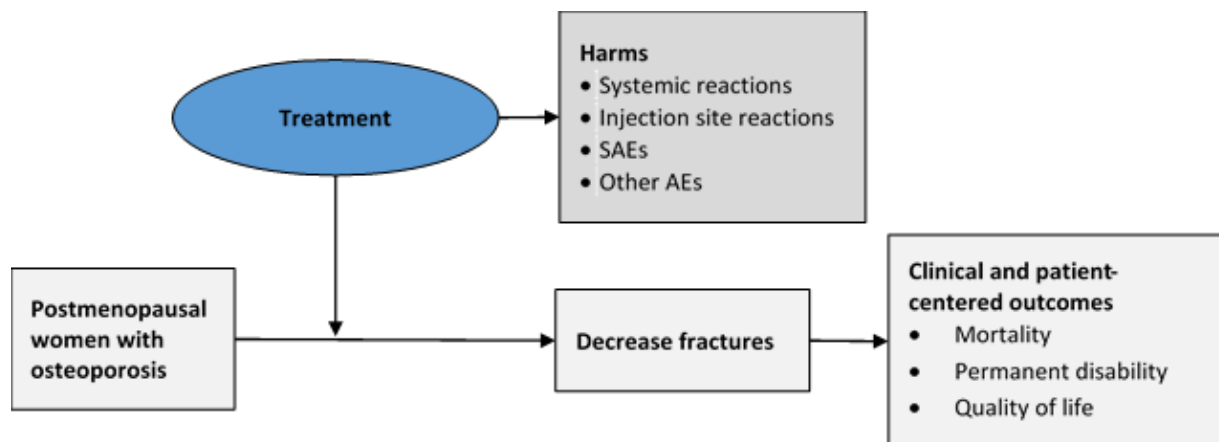 Harms
• Systemic reactions
• Injection site reactions
• SAEs
• Other AEs
Treatment
Postmenopausal
women with
osteoporosis
Decrease fractures
Clinical and patient-
centered outcomes
• Mortality
• Permanent disability
• Quality of life